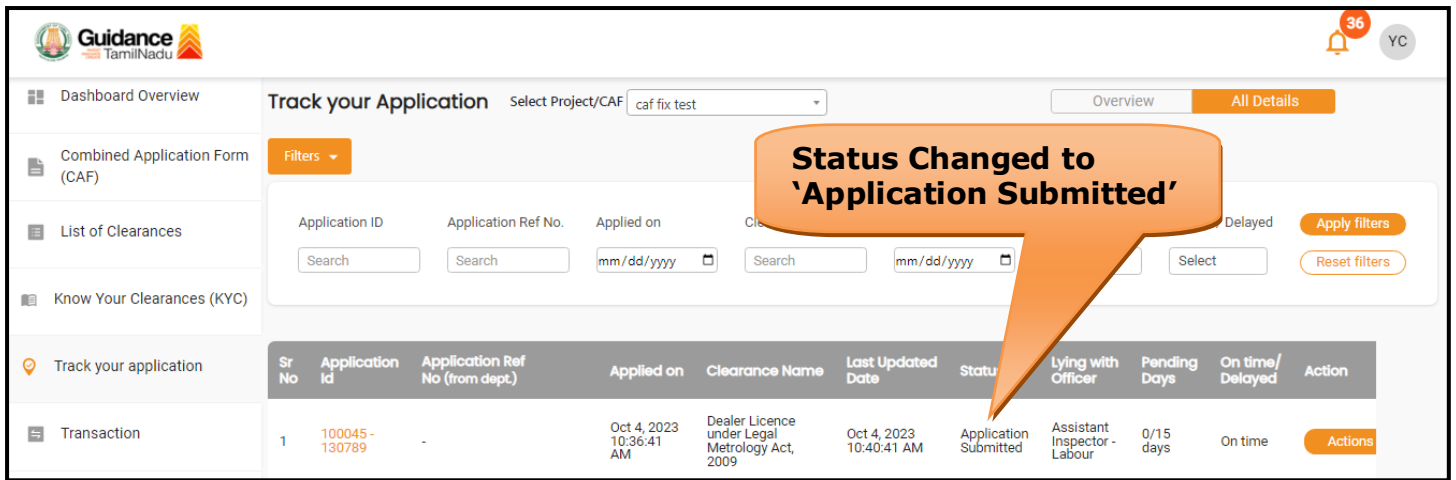 Guidance
TamilNadu
36
YC
Dashboard Overview
Track your Application
Select Project/CAF
caf fix test
Overview
All Details
Combined Application Form
(CAF)
Filters
Status Changed to
‘Application Submitted’
List of Clearances
Application ID
Application Ref No.
Applied on
Delayed
Apply filters
Search
Search
mm/dd/yyyy
Search
mm/dd/yyyy
Select
Reset filters
Know Your Clearances (KYC)
Track your application
Sr
No
Application
Id
Application Ref
No (from dept.)
Applied on
Clearance Name
Last Updated
Date
Lying with
Officer
Pending
Days
On time/
Delayed
Action
Transaction
1
100045 -
130789
-
Oct 4, 2023
10:36:41
AM
Dealer Licence
under Legal
Metrology Act,
2009
Oct 4, 2023
10:40:41 AM
Application
Submitted
Assistant
Inspector -
Labour
0/15
days
On time
Actions